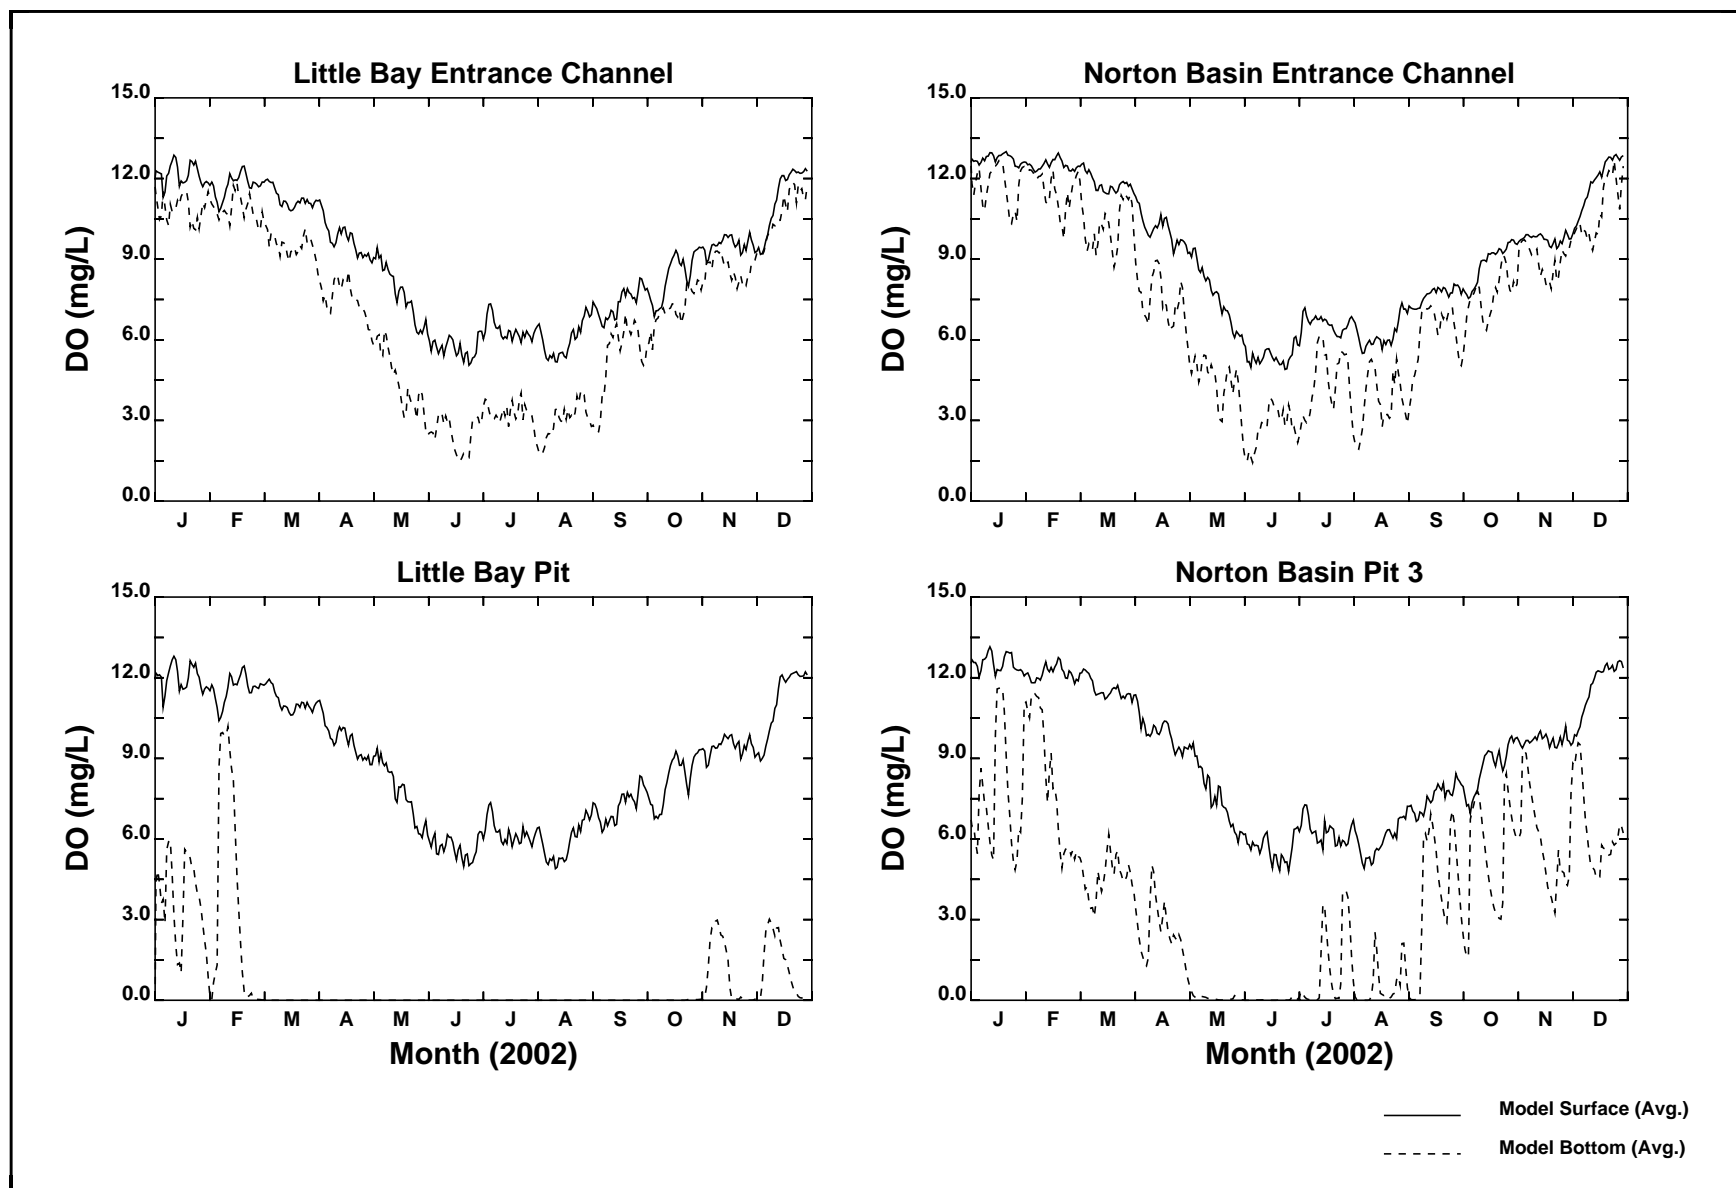 Little Bay Entrance Channel
DO (mg/L)
15.0
12.0
9.0
6.0
3.0
0.0
J F M A M J J A S O N D
Norton Basin Entrance Channel
DO (mg/L)
15.0
12.0
9.0
6.0
3.0
0.0
J F M A M J J A S O N D
Little Bay Pit
DO (mg/L)
15.0
12.0
9.0
6.0
3.0
0.0
J F M A M J J A S O N D
Month (2002)
Norton Basin Pit 3
DO (mg/L)
15.0
12.0
9.0
6.0
3.0
0.0
J F M A M J J A S O N D
Month (2002)
Model Surface (Avg.)
Model Bottom (Avg.)